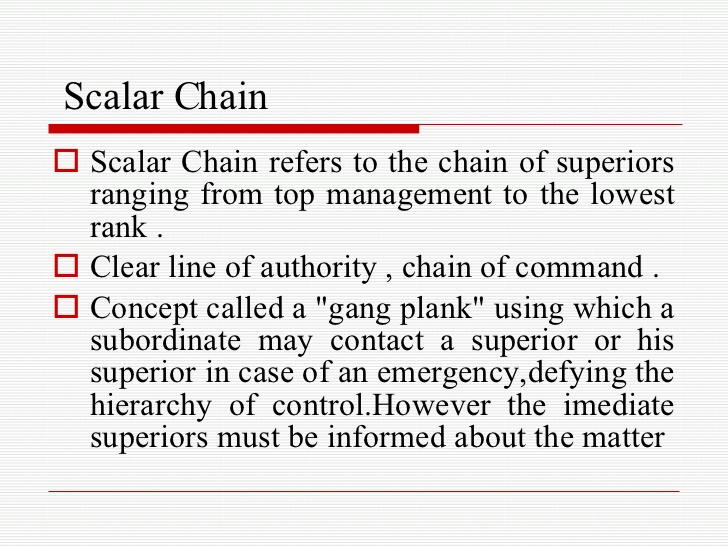 Scalar Chain
Scalar Chain refers to the chain of superiors
ranging from top management to the lowest
rank .
Clear line of authority , chain of command .
Concept called a "gang plank" using which a
subordinate may contact a superior or his
superior in case of an emergency,defying the
hierarchy of control.However the imediate
superiors must be informed about the matter